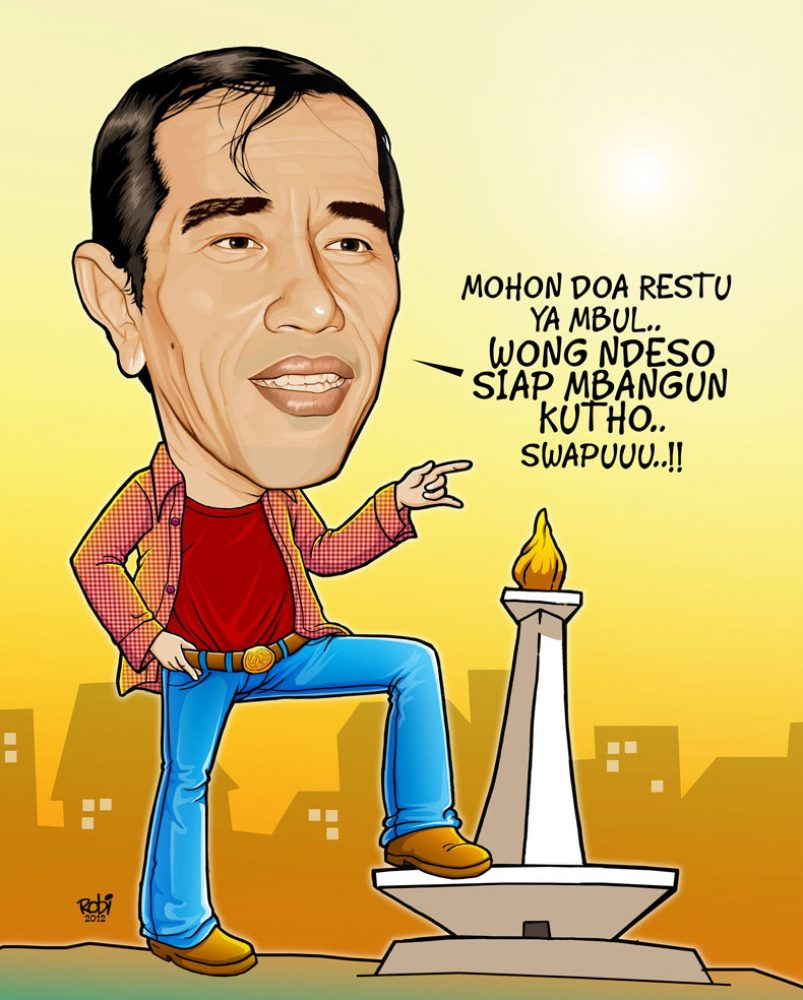 MOHON DOA RESTU
YA MBUL..
WONG NDESO
SIAP MBANGUN
KUTHO..
SWAPUUU..!!
RObi
2012